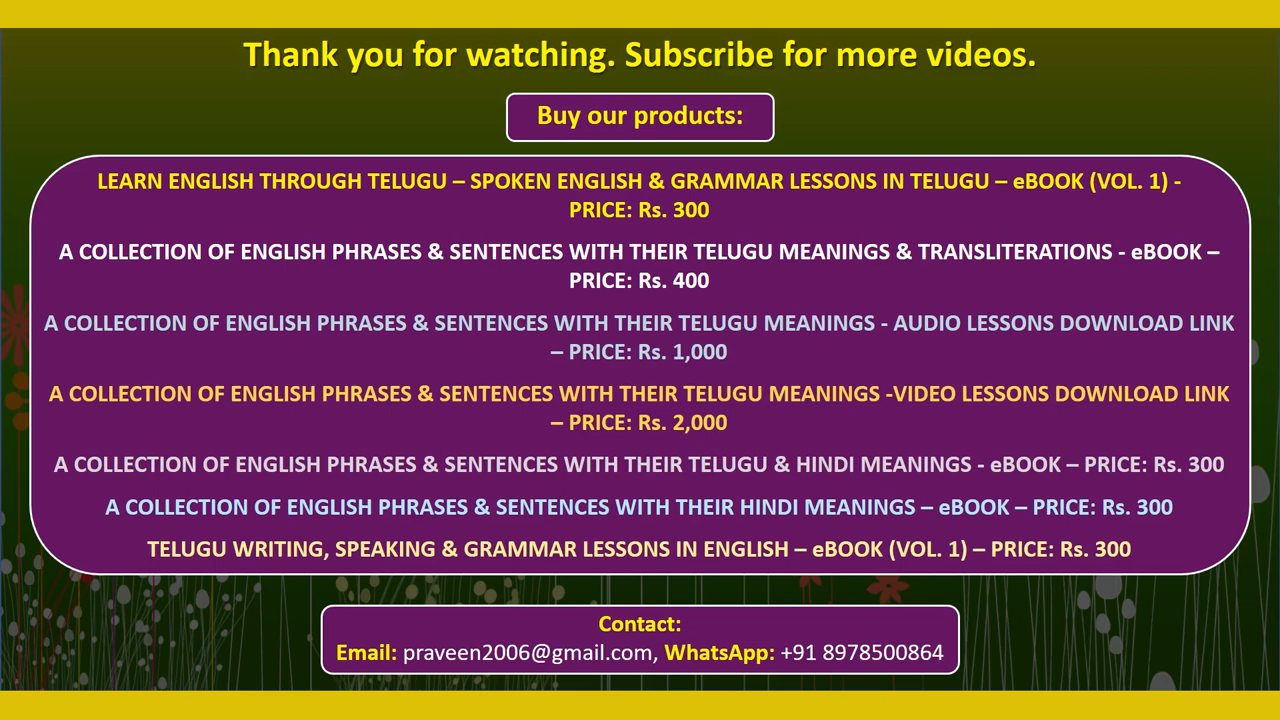 Thank you for watching. Subscribe for more videos.
Buy our products:
LEARN ENGLISH THROUGH TELUGU – SPOKEN ENGLISH & GRAMMAR LESSONS IN TELUGU – eBOOK (VOL. 1) -
PRICE: Rs. 300
A COLLECTION OF ENGLISH PHRASES & SENTENCES WITH THEIR TELUGU MEANINGS & TRANSLITERATIONS - eBOOK –
PRICE: Rs. 400
A COLLECTION OF ENGLISH PHRASES & SENTENCES WITH THEIR TELUGU MEANINGS - AUDIO LESSONS DOWNLOAD LINK
– PRICE: Rs. 1,000
A COLLECTION OF ENGLISH PHRASES & SENTENCES WITH THEIR TELUGU MEANINGS -VIDEO LESSONS DOWNLOAD LINK
– PRICE: Rs. 2,000
A COLLECTION OF ENGLISH PHRASES & SENTENCES WITH THEIR TELUGU & HINDI MEANINGS - eBOOK – PRICE: Rs. 300
A COLLECTION OF ENGLISH PHRASES & SENTENCES WITH THEIR HINDI MEANINGS – eBOOK – PRICE: Rs. 300
TELUGU WRITING, SPEAKING & GRAMMAR LESSONS IN ENGLISH – eBOOK (VOL. 1) – PRICE: Rs. 300
Contact:
Email: praveen2006@gmail.com, WhatsApp: +91 8978500864